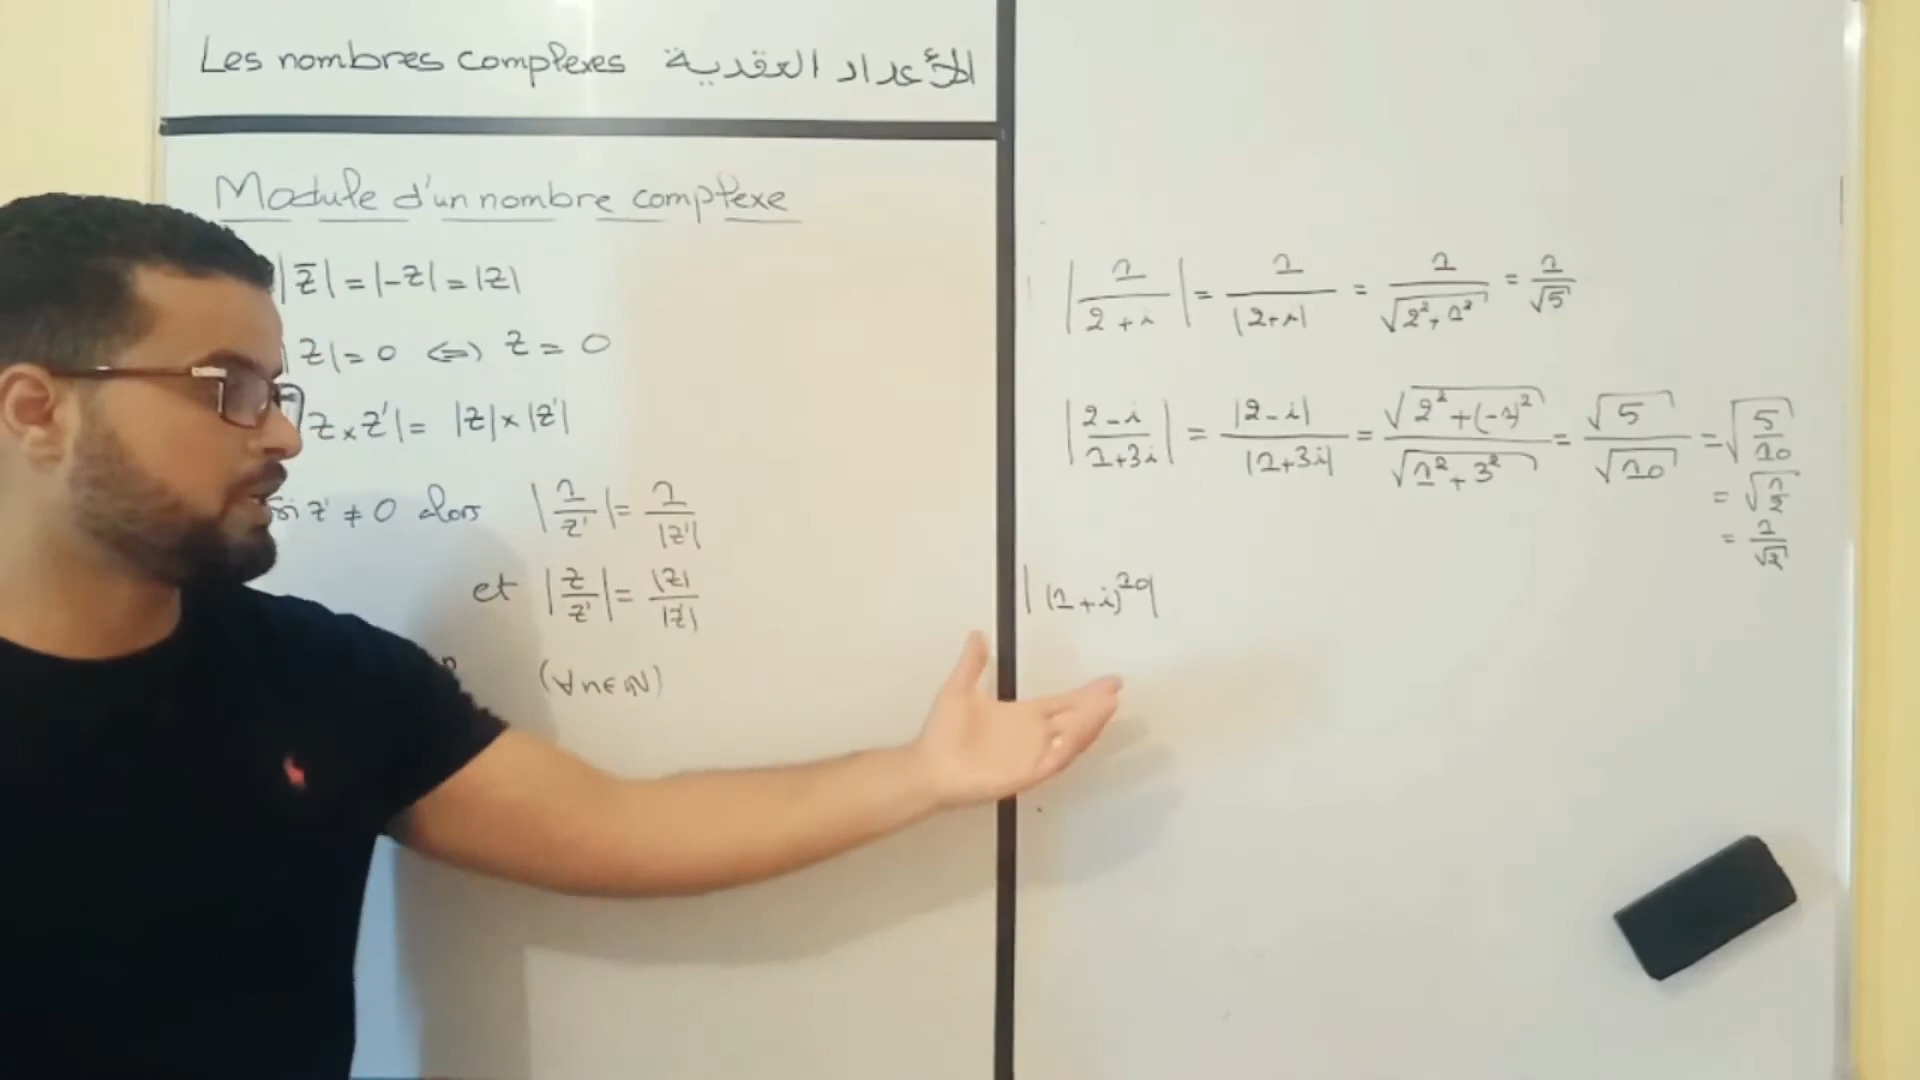 Les nombres complexes الأعداد العقدية
Module d'un nombre complexe
|z̅| = |-z| = |z|
|z| = 0 ⟺ z = 0
|z × z'| = |z| × |z'|
si z' ≠ 0 alors |1/z'| = 1/|z'|
et |z/z'| = |z|/|z'|
(∀n∈ℕ)
|1/(2+i)| = 1/|2+i| = 1/√(2²+1²) = 1/√5
|(2-i)/(1+3i)| = |2-i|/|1+3i| = √(2²+(-1)²)/√(1²+3²) = √5/√10 = √(5/10)
= √(1/2)
= 1/√2
|(1+i)²⁰|